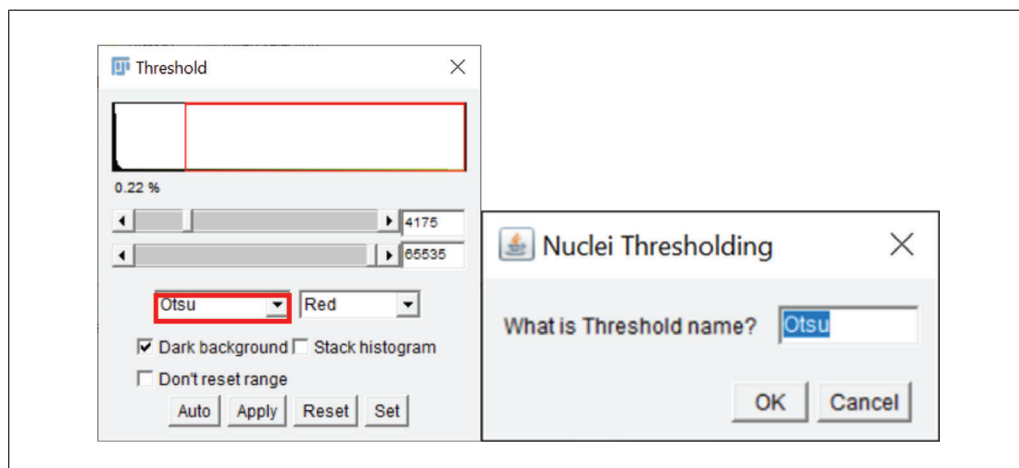 Threshold
0.22 %
4175
65535
Otsu Red
Dark background Stack histogram
Don't reset range
Auto Apply Reset Set
Nuclei Thresholding
What is Threshold name? Otsu
OK Cancel